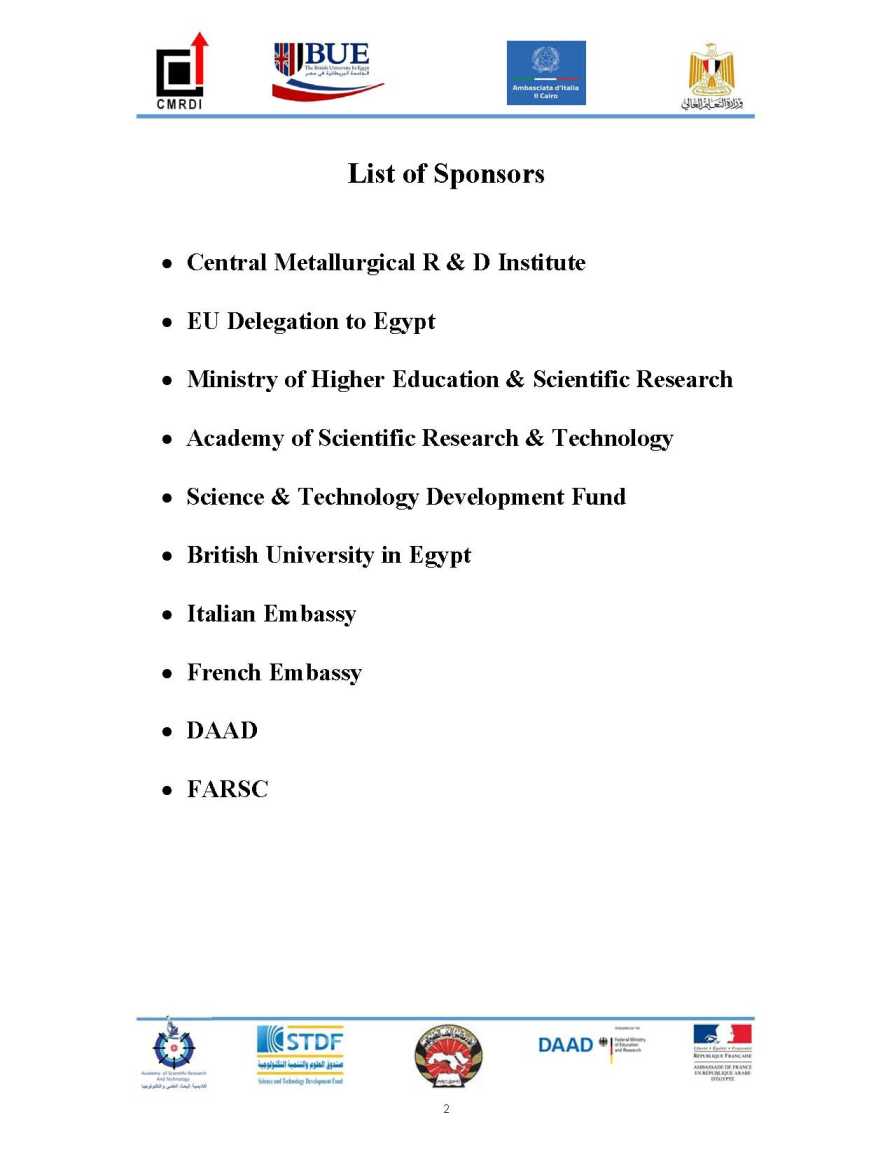 CMRDI
BUE
The British University In Egypt
الجامعة البريطانية في مصر
Ambasciata d'Italia
Il Cairo
وزارة التعليم العالي
List of Sponsors
• Central Metallurgical R & D Institute
• EU Delegation to Egypt
• Ministry of Higher Education & Scientific Research
• Academy of Scientific Research & Technology
• Science & Technology Development Fund
• British University in Egypt
• Italian Embassy
• French Embassy
• DAAD
• FARSC
Academy of Scientific Research
And Technology
أكاديمية البحث العلمي والتكنولوجيا
STDF
صندوق العلوم والتنمية التكنولوجية
Science and Technology Development Fund
DAAD
Federal Ministry
of Education
and Research
Liberté • Égalité • Fraternité
RÉPUBLIQUE FRANÇAISE
AMBASSADE DE FRANCE
EN RÉPUBLIQUE ARABE
D'ÉGYPTE
2